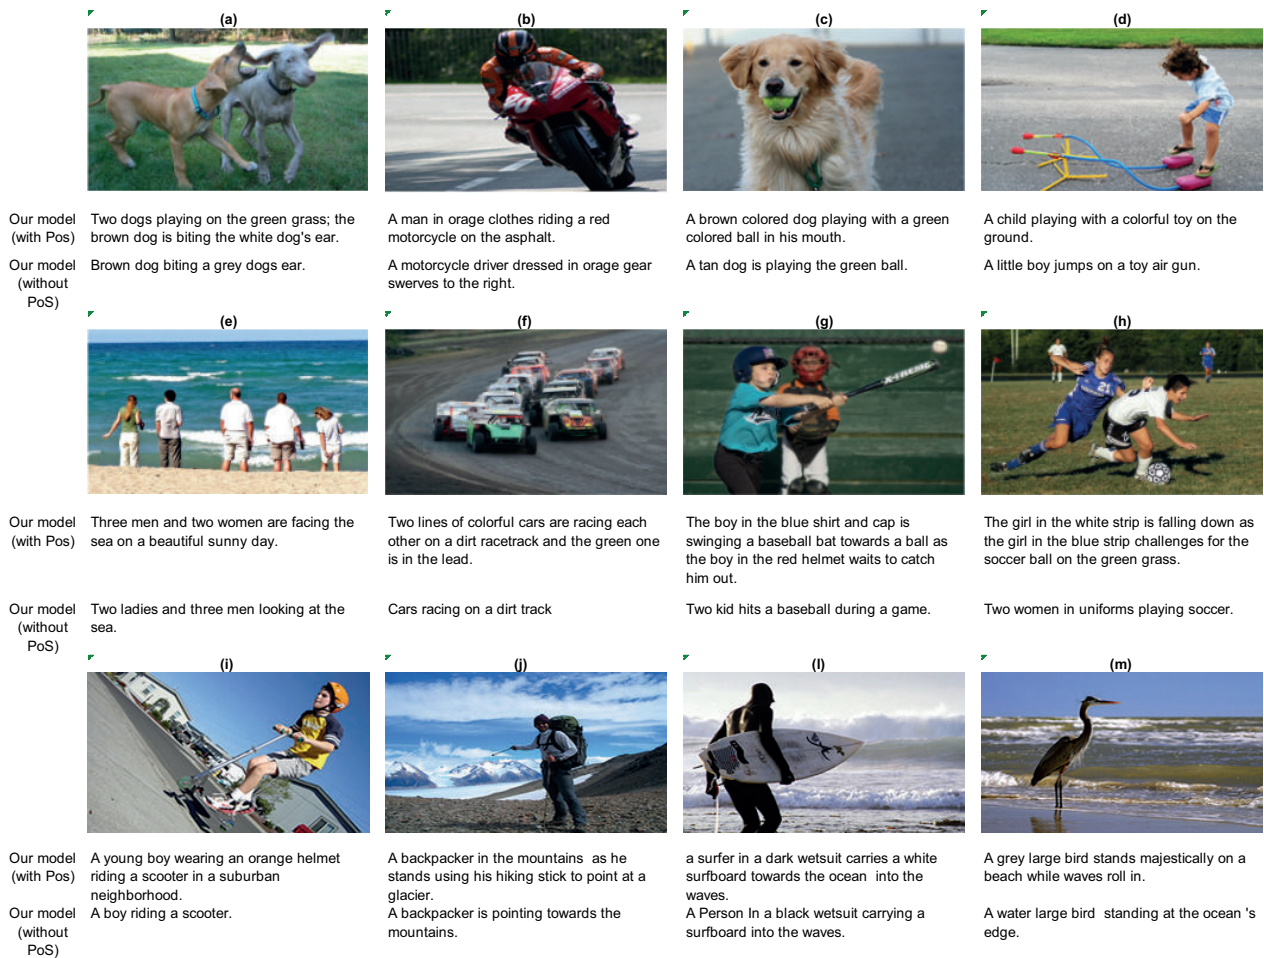 (a) (b) (c) (d)
Our model Two dogs playing on the green grass; the A man in orage clothes riding a red A brown colored dog playing with a green A child playing with a colorful toy on the
(with Pos) brown dog is biting the white dog's ear. motorcycle on the asphalt. colored ball in his mouth. ground.
Our model Brown dog biting a grey dogs ear. A motorcycle driver dressed in orage gear A tan dog is playing the green ball. A little boy jumps on a toy air gun.
(without swerves to the right.
PoS)
(e) (f) (g) (h)
X-TREME
21
Our model Three men and two women are facing the Two lines of colorful cars are racing each The boy in the blue shirt and cap is The girl in the white strip is falling down as
(with Pos) sea on a beautiful sunny day. other on a dirt racetrack and the green one swinging a baseball bat towards a ball as the girl in the blue strip challenges for the
is in the lead. the boy in the red helmet waits to catch soccer ball on the green grass.
him out.
Our model Two ladies and three men looking at the Cars racing on a dirt track Two kid hits a baseball during a game. Two women in uniforms playing soccer.
(without sea.
PoS)
(i) (j) (l) (m)
Our model A young boy wearing an orange helmet A backpacker in the mountains as he a surfer in a dark wetsuit carries a white A grey large bird stands majestically on a
(with Pos) riding a scooter in a suburban stands using his hiking stick to point at a surfboard towards the ocean into the beach while waves roll in.
neighborhood. glacier. waves.
Our model A boy riding a scooter. A backpacker is pointing towards the A Person In a black wetsuit carrying a A water large bird standing at the ocean 's
(without mountains. surfboard into the waves. edge.
PoS)